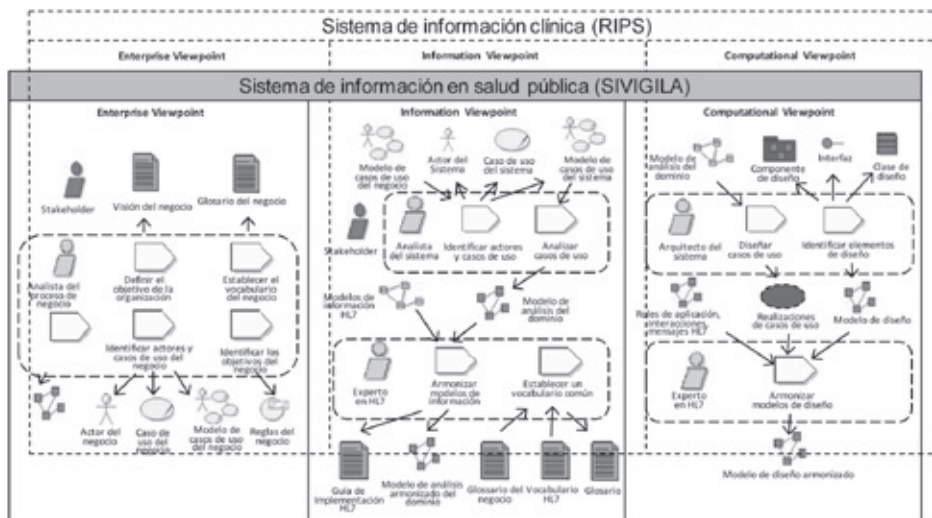 Sistema de información clínica (RIPS)
Enterprise Viewpoint
Information Viewpoint
Computational Viewpoint
Sistema de información en salud pública (SIVIGILA)
Enterprise Viewpoint
Stakeholder
Visión del negocio
Glosario del negocio
Analista del
proceso de
negocio
Definir el
objetivo de la
organización
Establecer el
vocabulario
del negocio
Identificar actores y
casos de uso del
negocio
Identificar los
objetivos del
negocio
Actor del
negocio
Caso de
uso del
negocio
Modelo de
casos de uso
del negocio
Reglas del
negocio
Information Viewpoint
Modelo de
casos de uso
del negocio
Actor del
Sistema
Caso de uso
del sistema
Modelo de
casos de uso
del sistema
Stakeholder
Analista
del sistema
Identificar actores
y casos de uso
Analizar
casos de uso
Modelos de
información HL7
Modelo de
análisis del
dominio
Experto
en HL7
Armonizar
modelos de
información
Establecer un
vocabulario común
Guía de
Implementación
HL7
Modelo de análisis
armonizado del
dominio
Glossario del
negocio
Vocabulario
HL7
Glosario
Computational Viewpoint
Modelo de
análisis del
dominio
Componente
de diseño
Interfaz
Clase de
diseño
Arquitecto del
sistema
Diseñar
casos de uso
Identificar elementos
de diseño
Roles de aplicación,
interacciones,
mensajes HL7
Realizaciones
de casos de uso
Modelo de diseño
Experto
en HL7
Armonizar
modelos de diseño
Modelo de diseño armonizado